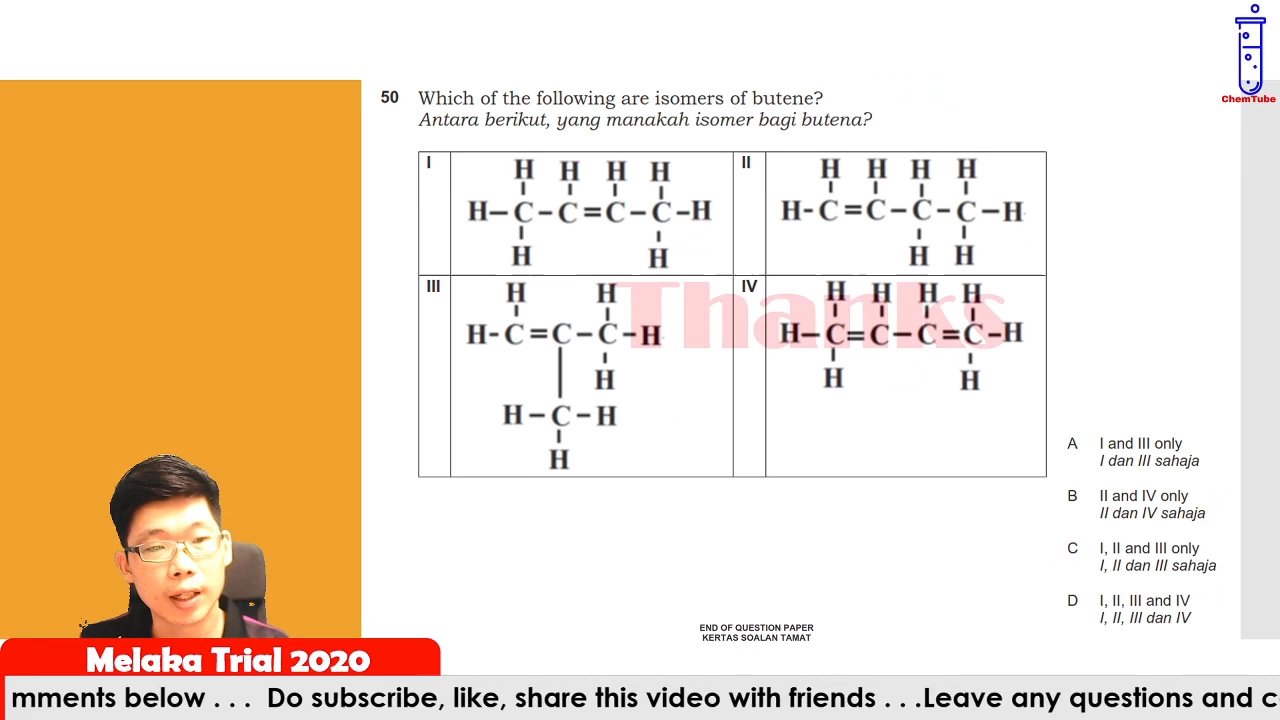 ChemTube
50 Which of the following are isomers of butene?
Antara berikut, yang manakah isomer bagi butena?
I
H H H H
H–C–C=C–C–H
H H
II
H H H H
H-C=C–C–C–H
H H
III
H H
H-C=C–C–H
H
H–C–H
H
IV
H H H H
H–C=C–C=C–H
H H
Thanks
A I and III only
I dan III sahaja
B II and IV only
II dan IV sahaja
C I, II and III only
I, II dan III sahaja
D I, II, III and IV
I, II, III dan IV
END OF QUESTION PAPER
KERTAS SOALAN TAMAT
Melaka Trial 2020
mments below . . . Do subscribe, like, share this video with friends . . .Leave any questions and c